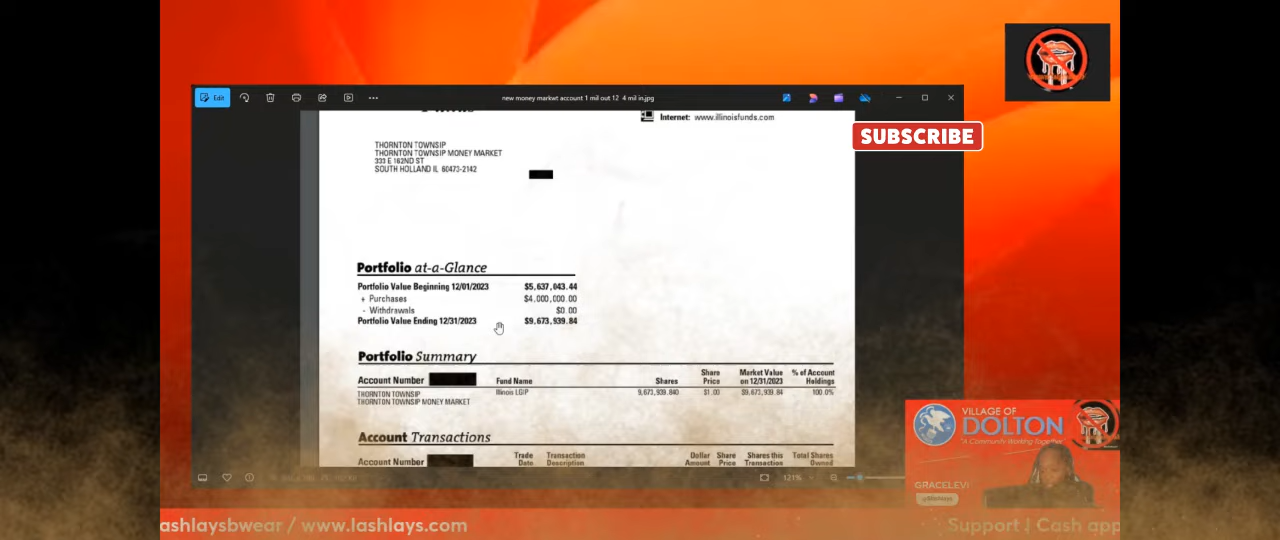 Edit
new money markwt account 1 mil out 12 4 mil in.jpg
Internet: www.illinoisfunds.com
SUBSCRIBE
THORNTON TOWNSIP
THORNTON TOWNSIP MONEY MARKET
333 E 162ND ST
SOUTH HOLLAND IL 60473-2142
Portfolio at-a-Glance
Portfolio Value Beginning 12/01/2023 $5,637,043.44
+ Purchases $4,000,000.00
- Withdrawals $0.00
Portfolio Value Ending 12/31/2023 $9,673,939.84
Portfolio Summary
Account Number Fund Name Shares Share Price Market Value on 12/31/2023 % of Account Holdings
THORNTON TOWNSIP Illinois LGIP 9,673,939.840 $1.00 $9,673,939.84 100.0%
THORNTON TOWNSIP MONEY MARKET
Account Transactions
Account Number Trade Date Transaction Description Dollar Amount Share Price Shares this Transaction Total Shares Owned
121%
VILLAGE OF
DOLTON
"A Community Working Together"
GRACELEVI
@lashlays
ashlaysbwear / www.lashlays.com
Support ! Cash app